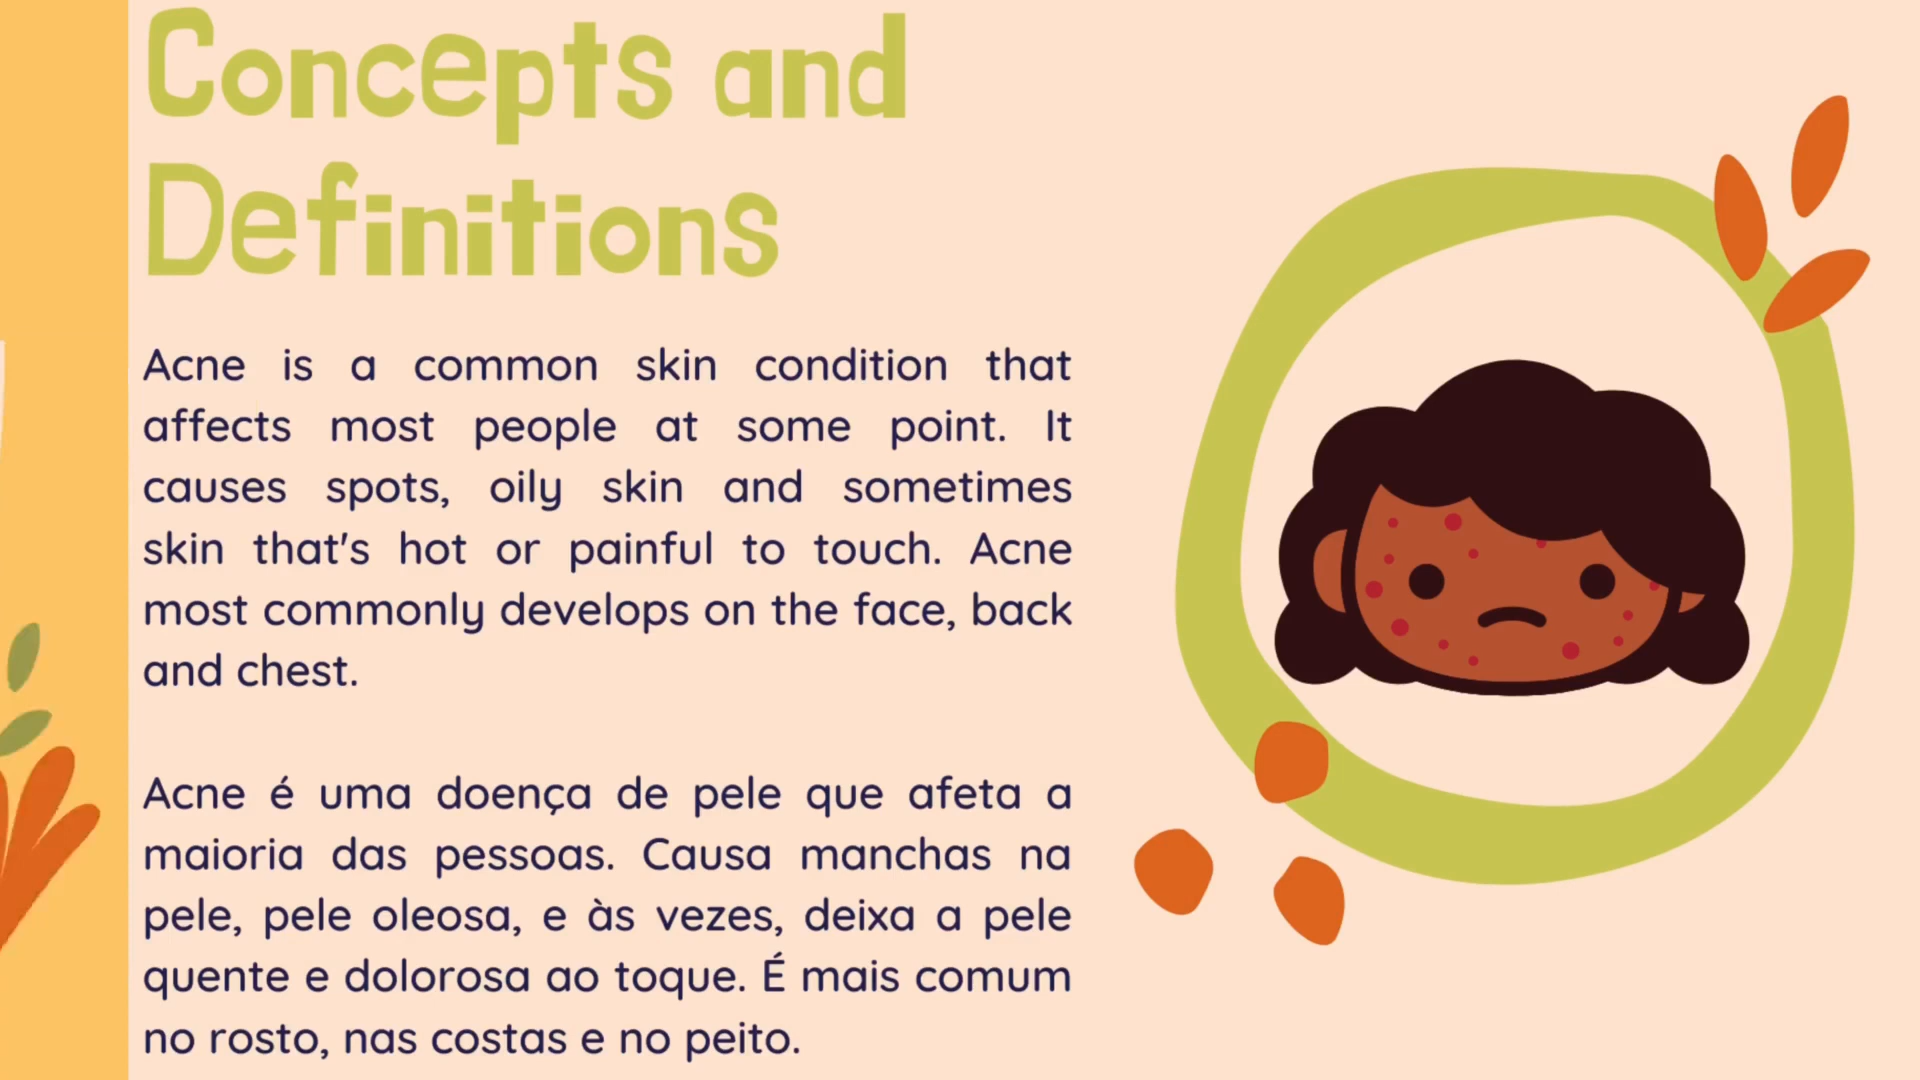 Concepts and
Definitions
Acne is a common skin condition that
affects most people at some point. It
causes spots, oily skin and sometimes
skin that's hot or painful to touch. Acne
most commonly develops on the face, back
and chest.
Acne é uma doença de pele que afeta a
maioria das pessoas. Causa manchas na
pele, pele oleosa, e às vezes, deixa a pele
quente e dolorosa ao toque. É mais comum
no rosto, nas costas e no peito.